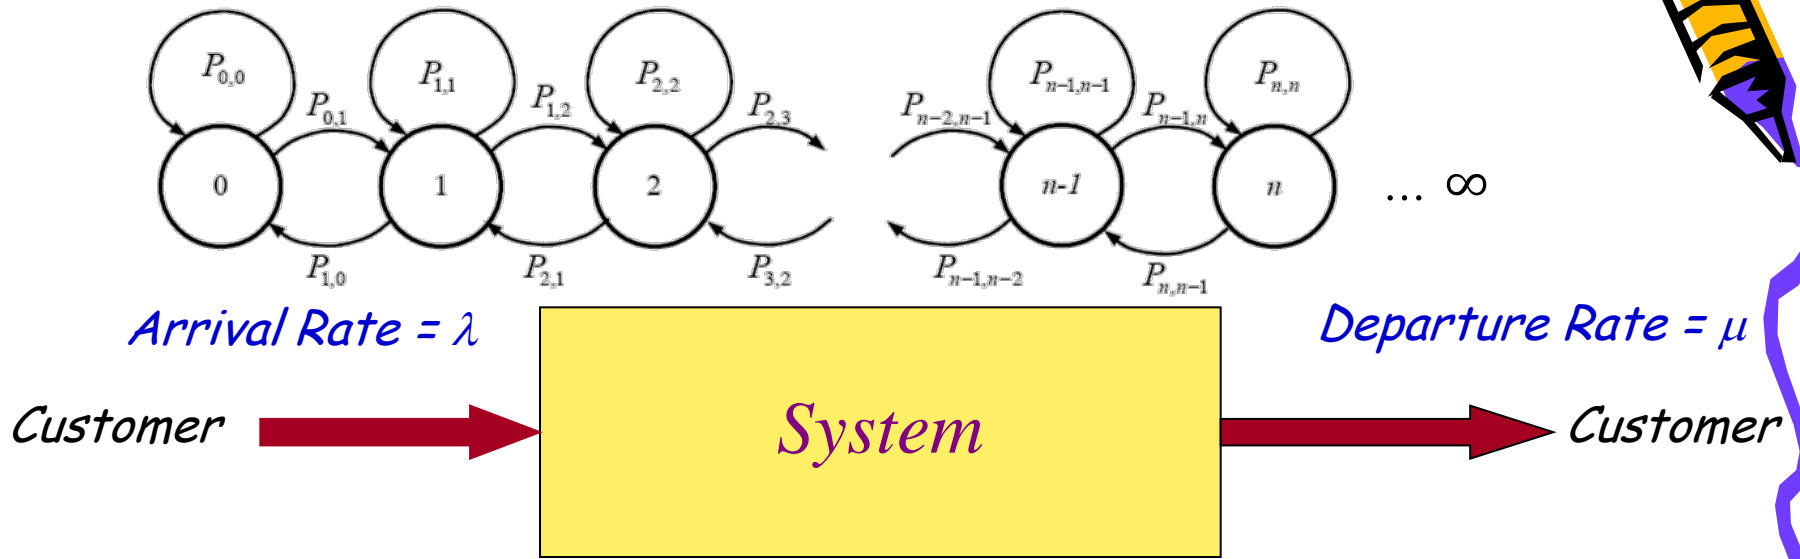 P0,0 P1,1 P2,2 Pn−1,n−1 Pn,n
P0,1 P1,2 P2,3 Pn−2,n−1 Pn−1,n
0 1 2 n-1 n ... ∞
P1,0 P2,1 P3,2 Pn−1,n−2 Pn,n−1
Arrival Rate = λ Departure Rate = μ
Customer System Customer